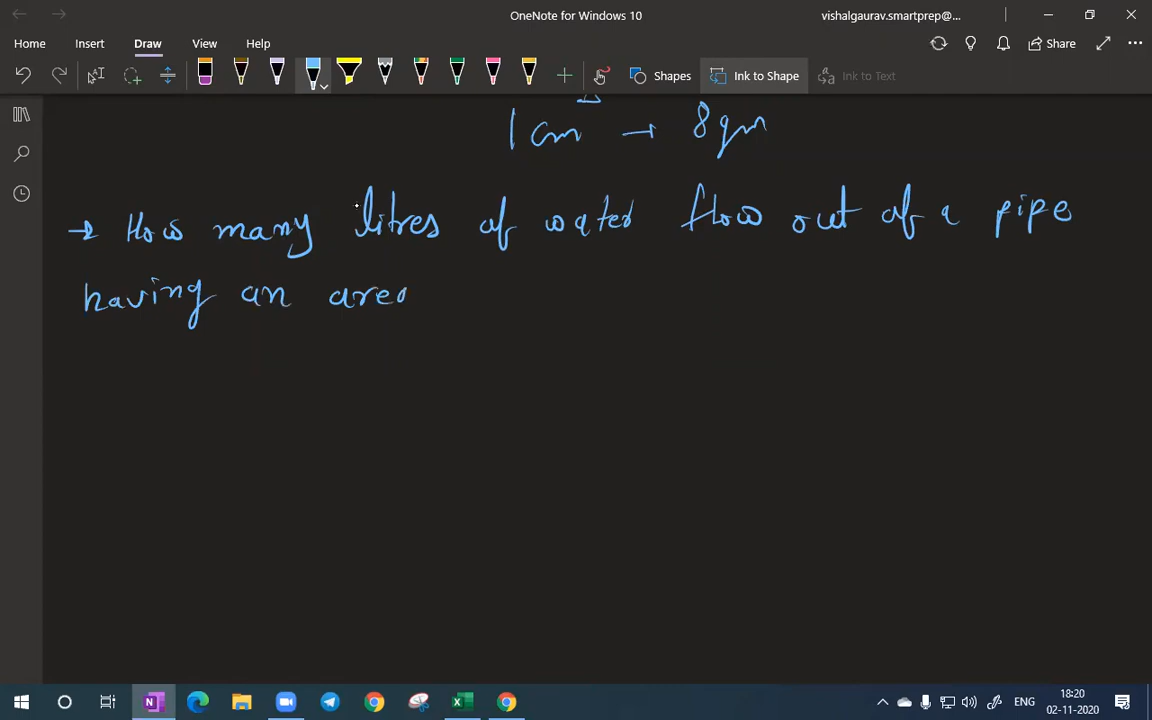 OneNote for Windows 10
vishalgaurav.smartprep@...
Home Insert Draw View Help
Share
Shapes
Ink to Shape
Ink to Text
1 cm → 8gm
→ How many litres of water flow out of a pipe
having an area
ENG
18:20
02-11-2020